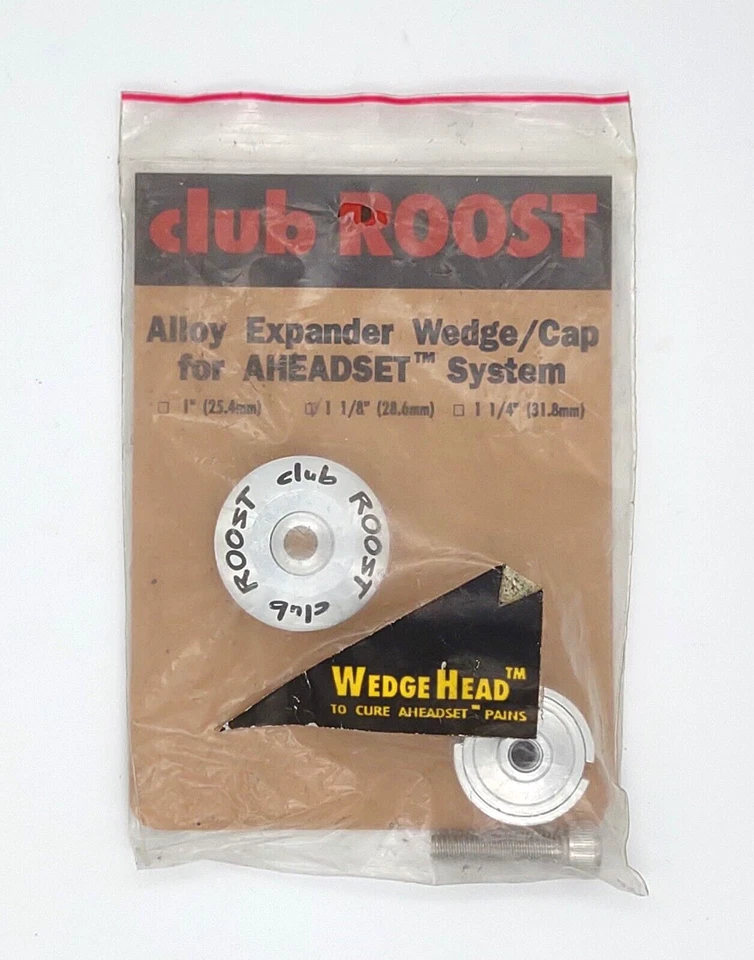 club ROOST
Alloy Expander Wedge/Cap
for AHEADSET™ System
1" (25.4mm) 1 1/8" (28.6mm) 1 1/4" (31.8mm)
club ROOST club ROOST
WEDGE HEAD™
TO CURE AHEADSET™ PAINS